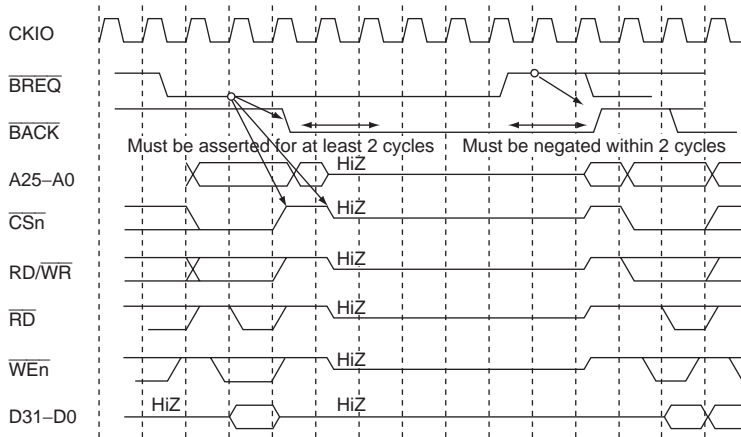 CKIO
BREQ
BACK
Must be asserted for at least 2 cycles Must be negated within 2 cycles
A25–A0 HiZ
CSn HiZ
RD/WR HiZ
RD HiZ
WEn HiZ
D31–D0 HiZ HiZ